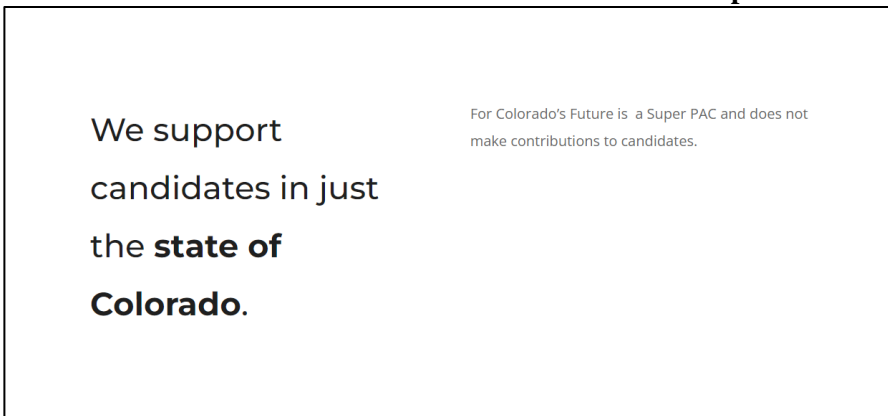 We support
candidates in just
the state of
Colorado.
For Colorado’s Future is  a Super PAC and does not
make contributions to candidates.